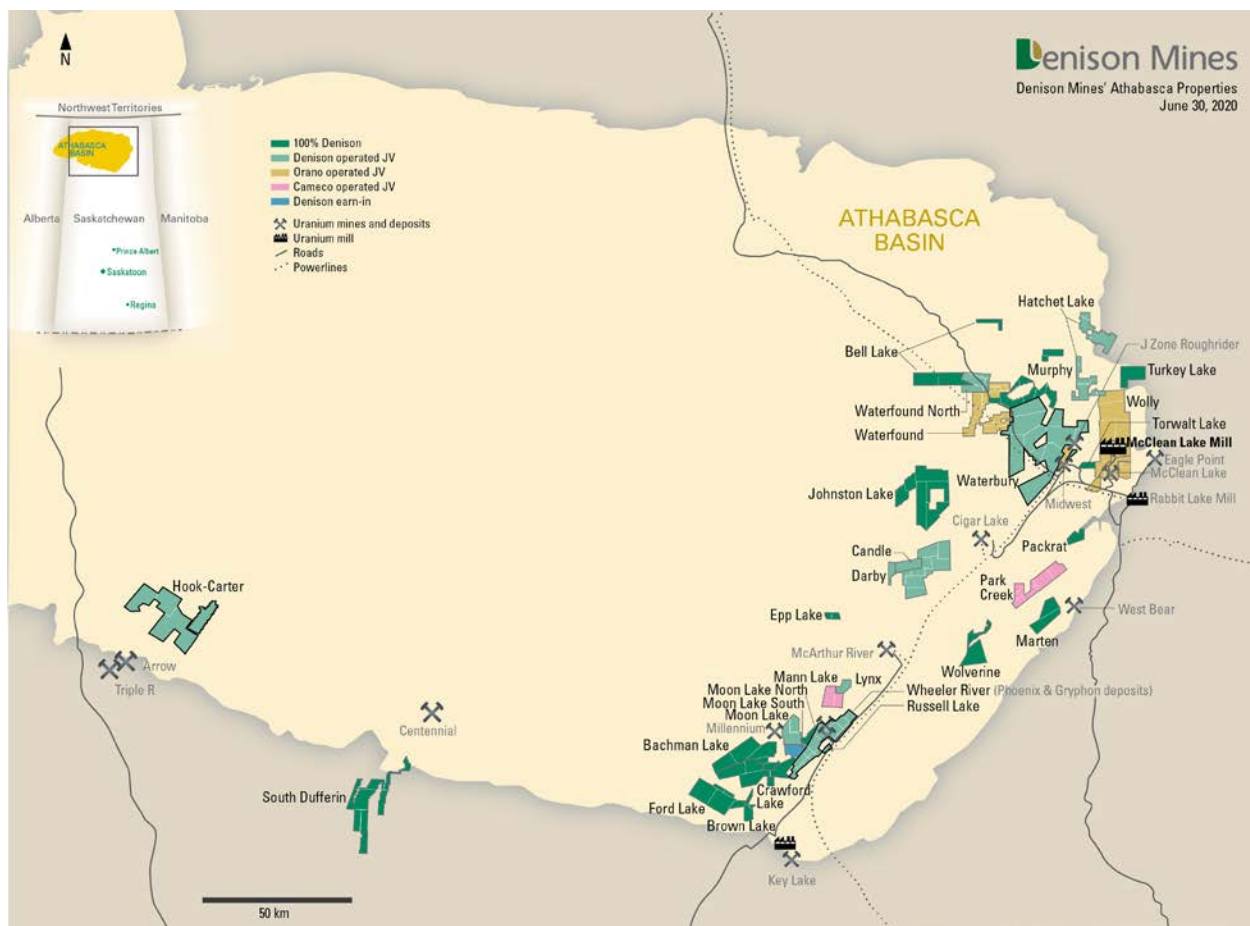 N
Denison Mines
Denison Mines' Athabasca Properties
June 30, 2020
Northwest Territories
ATHABASCA
BASIN
Alberta
Saskatchewan
Manitoba
Prince Albert
Saskatoon
Regina
100% Denison
Denison operated JV
Orano operated JV
Cameco operated JV
Denison earn-in
Uranium mines and deposits
Uranium mill
Roads
Powerlines
ATHABASCA
BASIN
Hatchet Lake
J Zone Roughrider
Bell Lake
Murphy
Turkey Lake
Wolly
Waterfound North
Torwalt Lake
Waterfound
McClean Lake Mill
Eagle Point
McClean Lake
Waterbury
Midwest
Rabbit Lake Mill
Johnston Lake
Cigar Lake
Packrat
Candle
Darby
Park
Creek
Hook-Carter
West Bear
Epp Lake
Marten
McArthur River
Wolverine
Arrow
Triple R
Mann Lake
Lynx
Moon Lake North
Wheeler River (Phoenix & Gryphon deposits)
Moon Lake South
Russell Lake
Moon Lake
Millennium
Centennial
Bachman Lake
South Dufferin
Crawford
Lake
Ford Lake
Brown Lake
Key Lake
50 km